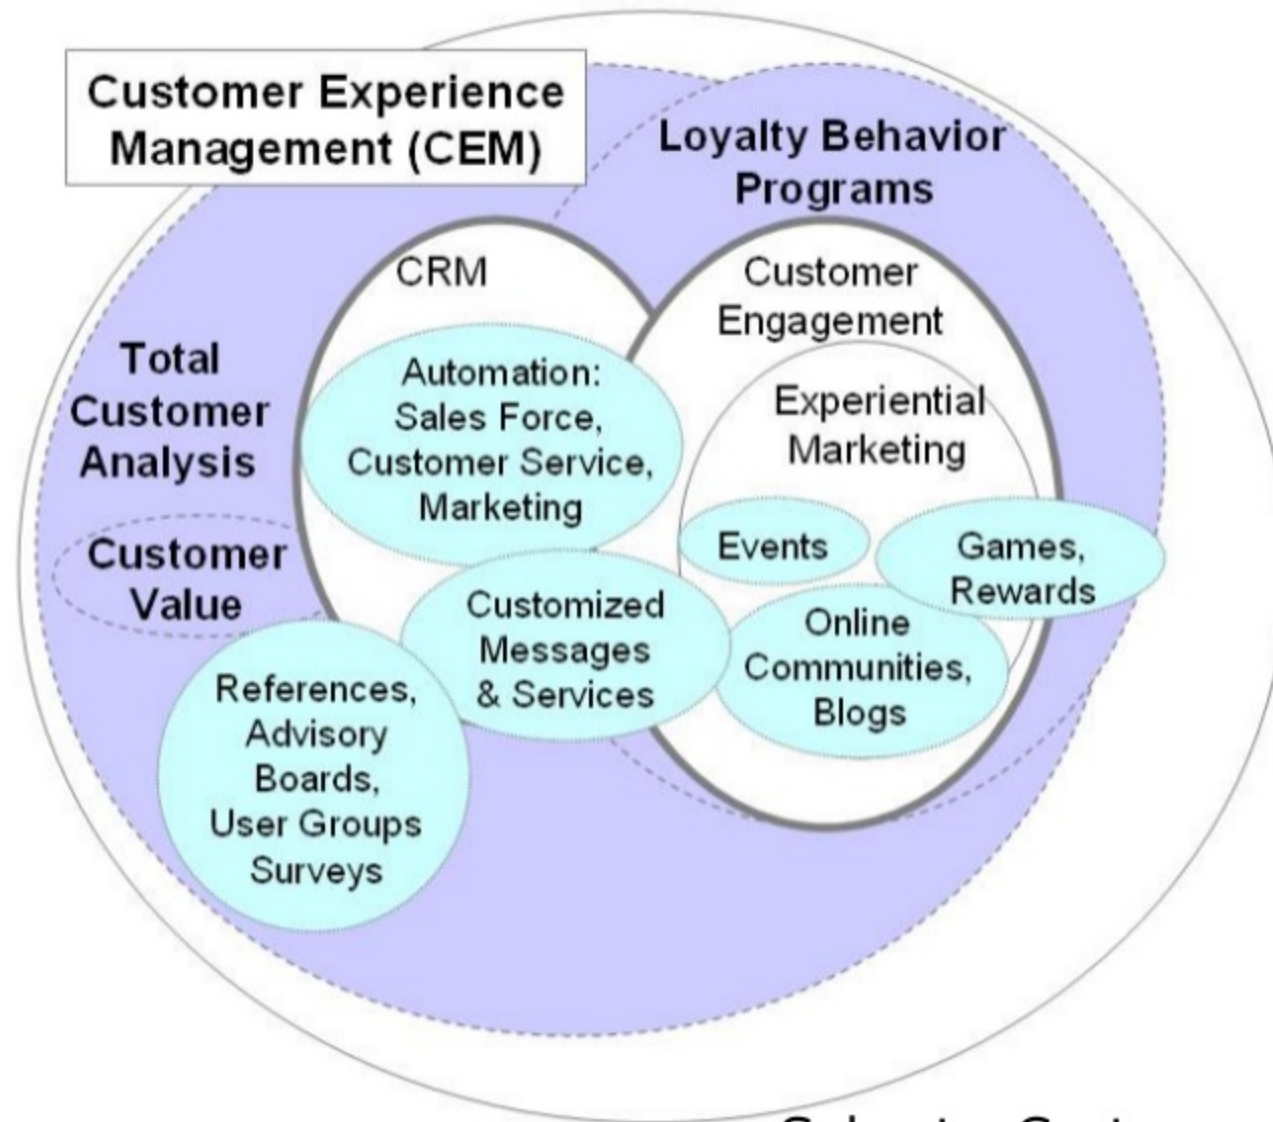 Customer Experience
Management (CEM)
Loyalty Behavior
Programs
CRM
Customer
Engagement
Total
Customer
Analysis
Automation:
Sales Force,
Customer Service,
Marketing
Experiential
Marketing
Customer
Value
Events
Games,
Rewards
Customized
Messages
& Services
Online
Communities,
Blogs
References,
Advisory
Boards,
User Groups
Surveys